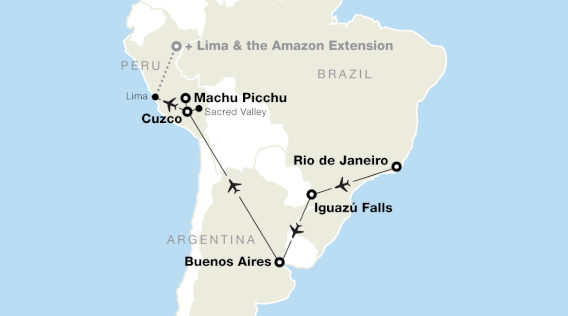 + Lima & the Amazon Extension
PERU
BRAZIL
Lima
Machu Picchu
Sacred Valley
Cuzco
Rio de Janeiro
Iguazú Falls
ARGENTINA
Buenos Aires